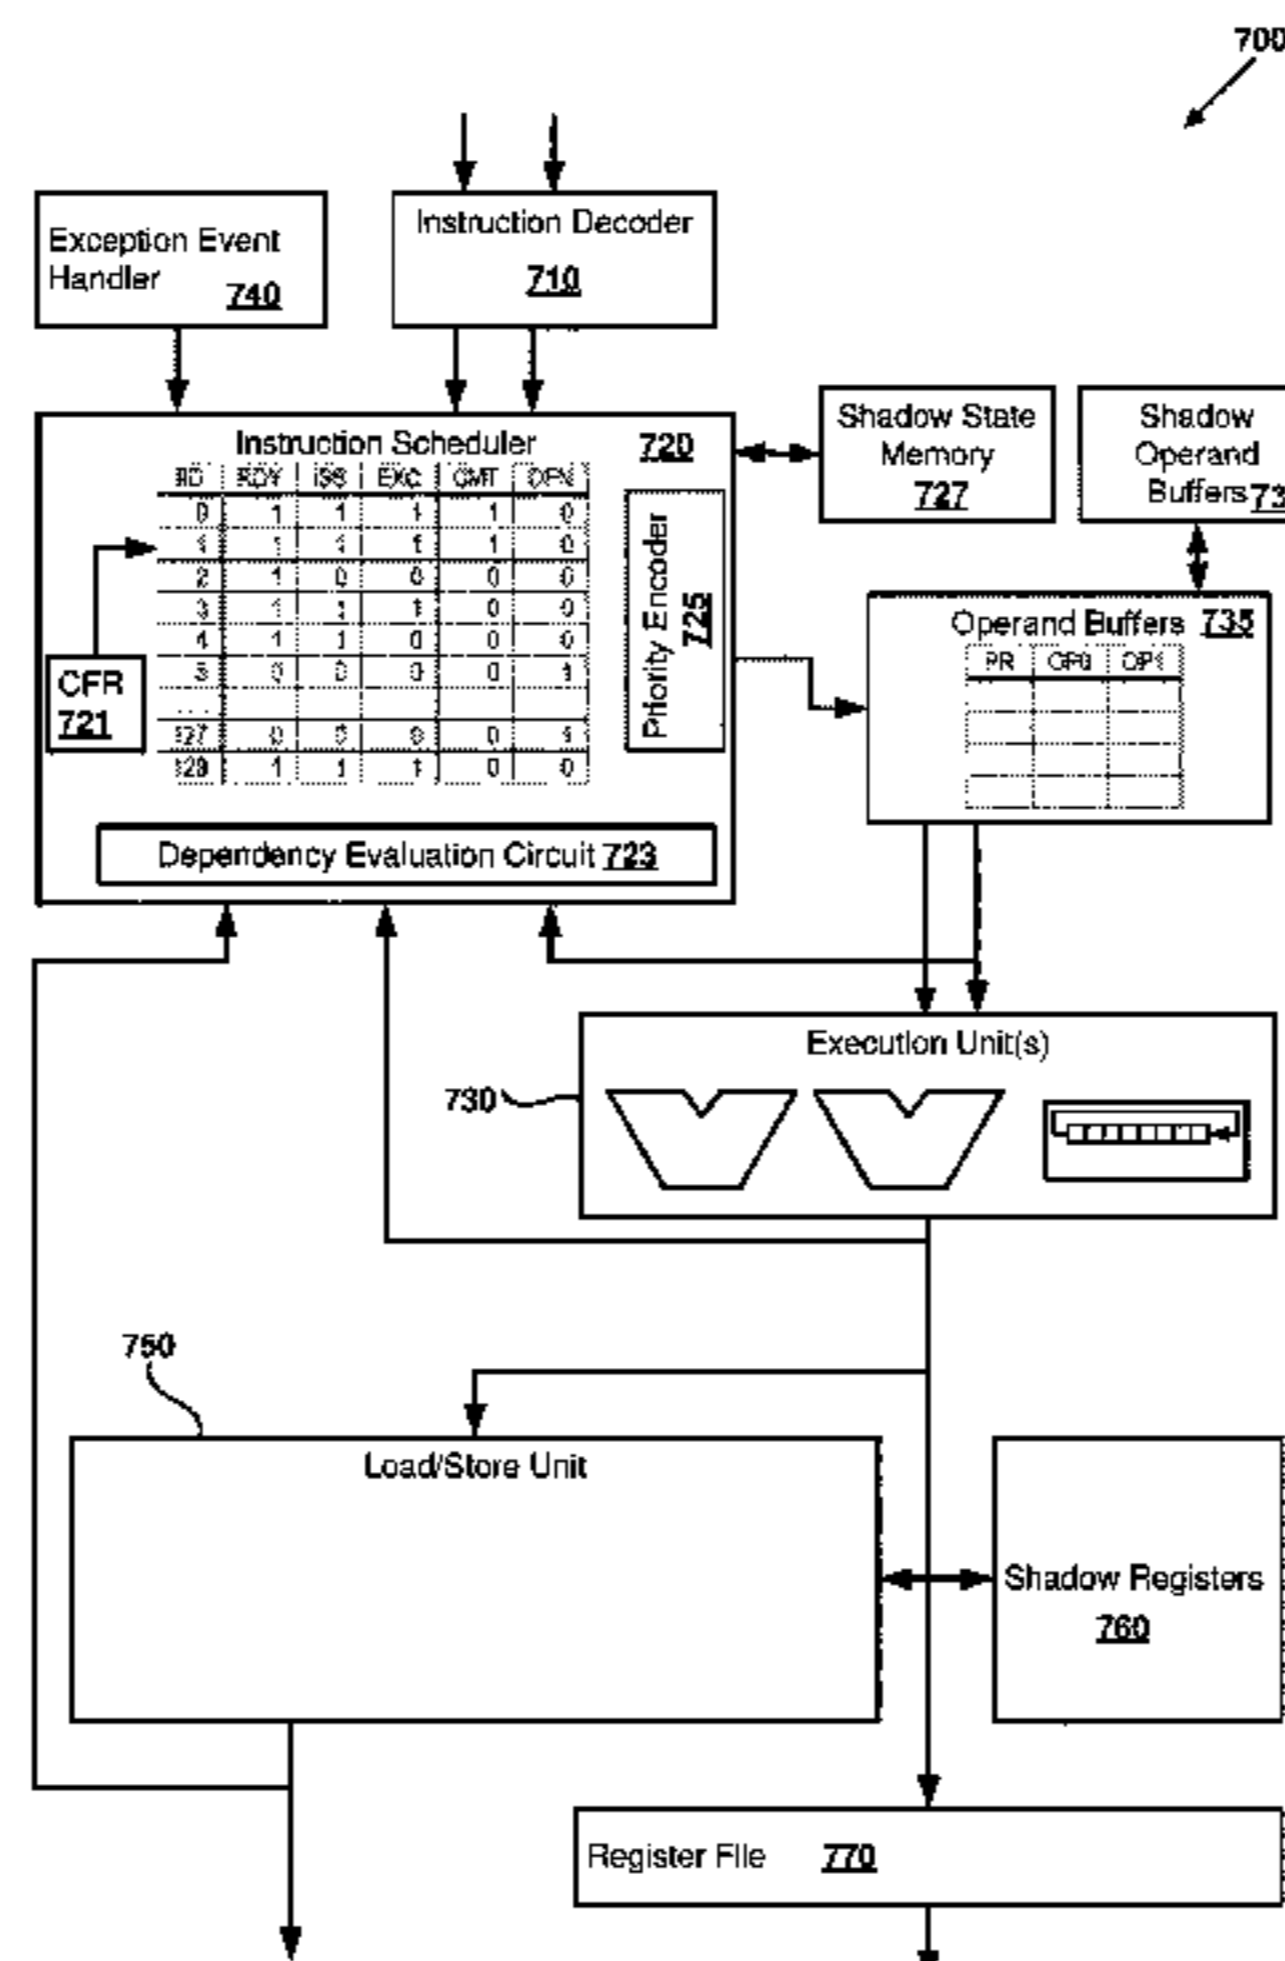 700
Exception Event
Handler 740
Instruction Decoder
710
Instruction Scheduler 720
RDY ISS EXC CMT
0 1 1 1 1 0
1 1 1 1 1 0
2 1 0 0 0 0
3 1 1 1 0 0
4 1 1 0 0 0
5 0 0 0 0 1
127 0 0 0 0 1
128 1 1 1 0 0
CFR
721
Priority Encoder
725
Dependency Evaluation Circuit 723
Shadow State
Memory
727
Shadow
Operand
Buffers 73
Operand Buffers 735
PR OP0 OP1
Execution Unit(s)
730
750
Load/Store Unit
Shadow Registers
760
Register File 770